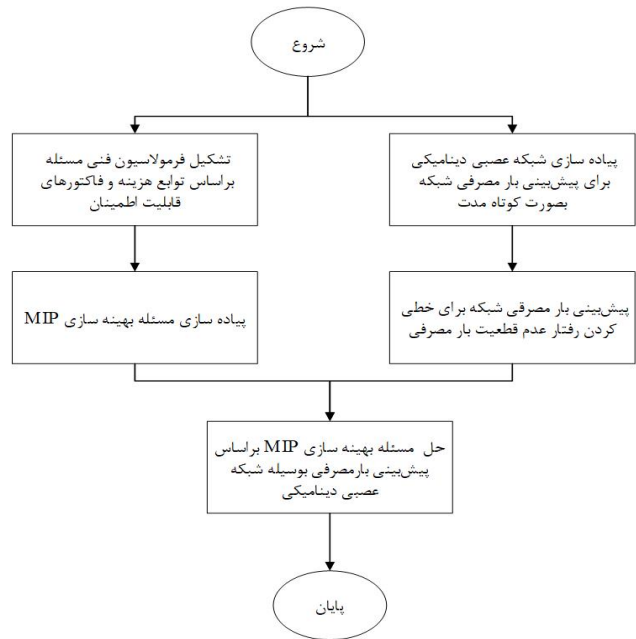 شروع
پیاده سازی شبکه عصبی دینامیکی
برای پیش‌بینی بار مصرفی شبکه
بصورت کوتاه مدت
تشکیل فرمولاسیون فنی مسئله
براساس توابع هزینه و فاکتورهای
قابلیت اطمینان
پیش‌بینی بار مصرقی شبکه برای خطی
کردن رفتار عدم قطعیت بار مصرفی
پیاده سازی مسئله بهینه سازی MIP
حل مسئله بهینه سازی MIP براساس
پیش‌بینی بارمصرفی بوسیله شبکه
عصبی دینامیکی
پایان